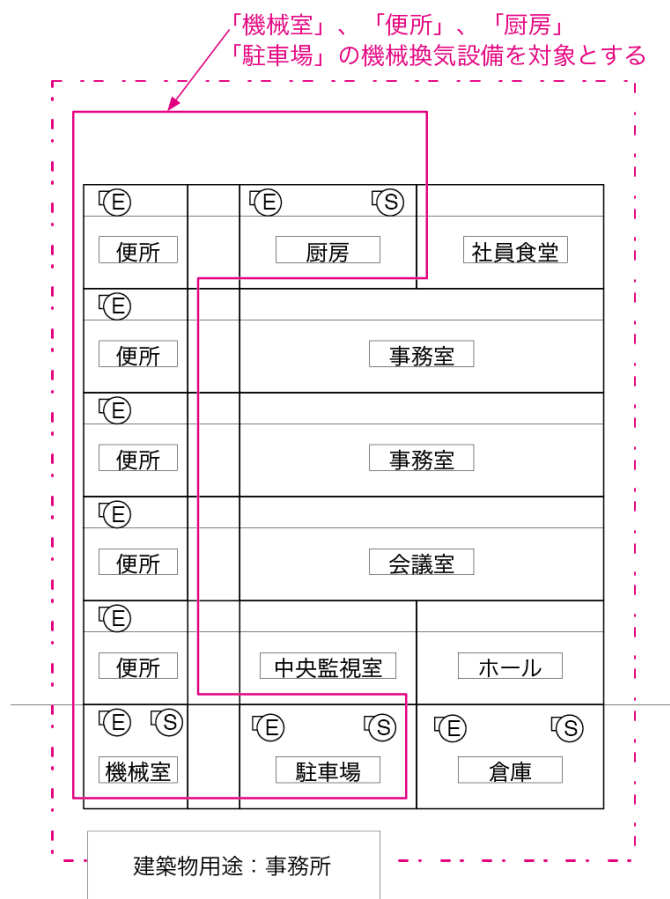 「機械室」、「便所」、「厨房」
「駐車場」の機械換気設備を対象とする
E E S
便所 厨房 社員食堂
E
便所 事務室
E
便所 事務室
E
便所 会議室
E
便所 中央監視室 ホール
E S E S E S
機械室 駐車場 倉庫
建築物用途：事務所